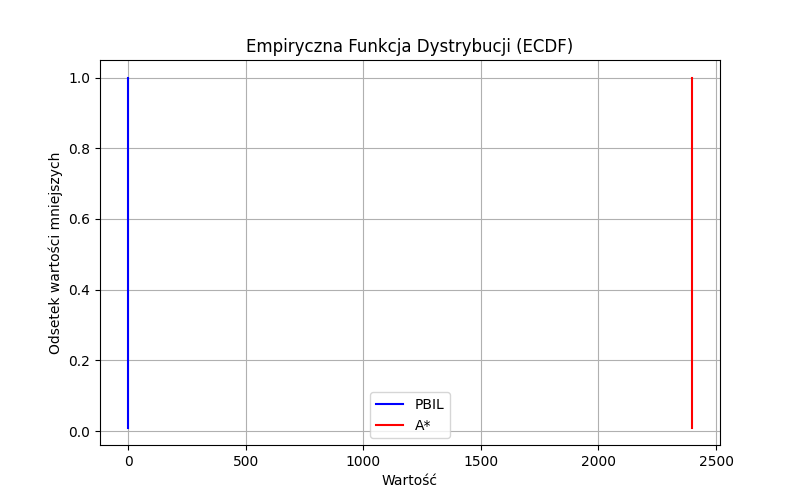 Empiryczna Funkcja Dystrybucji (ECDF)
Odsetek wartości mniejszych
1.0
0.8
0.6
0.4
0.2
0.0
PBIL
A*
0 500 1000 1500 2000 2500
Wartość